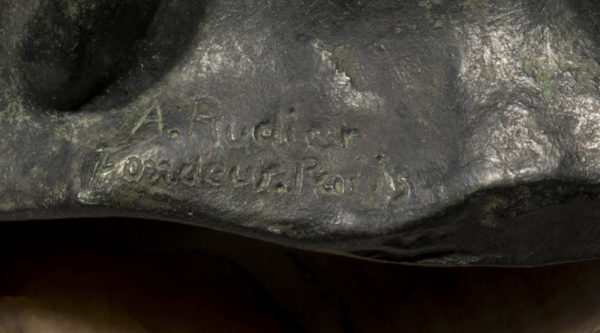 A. Rudier
Fondeur. Paris